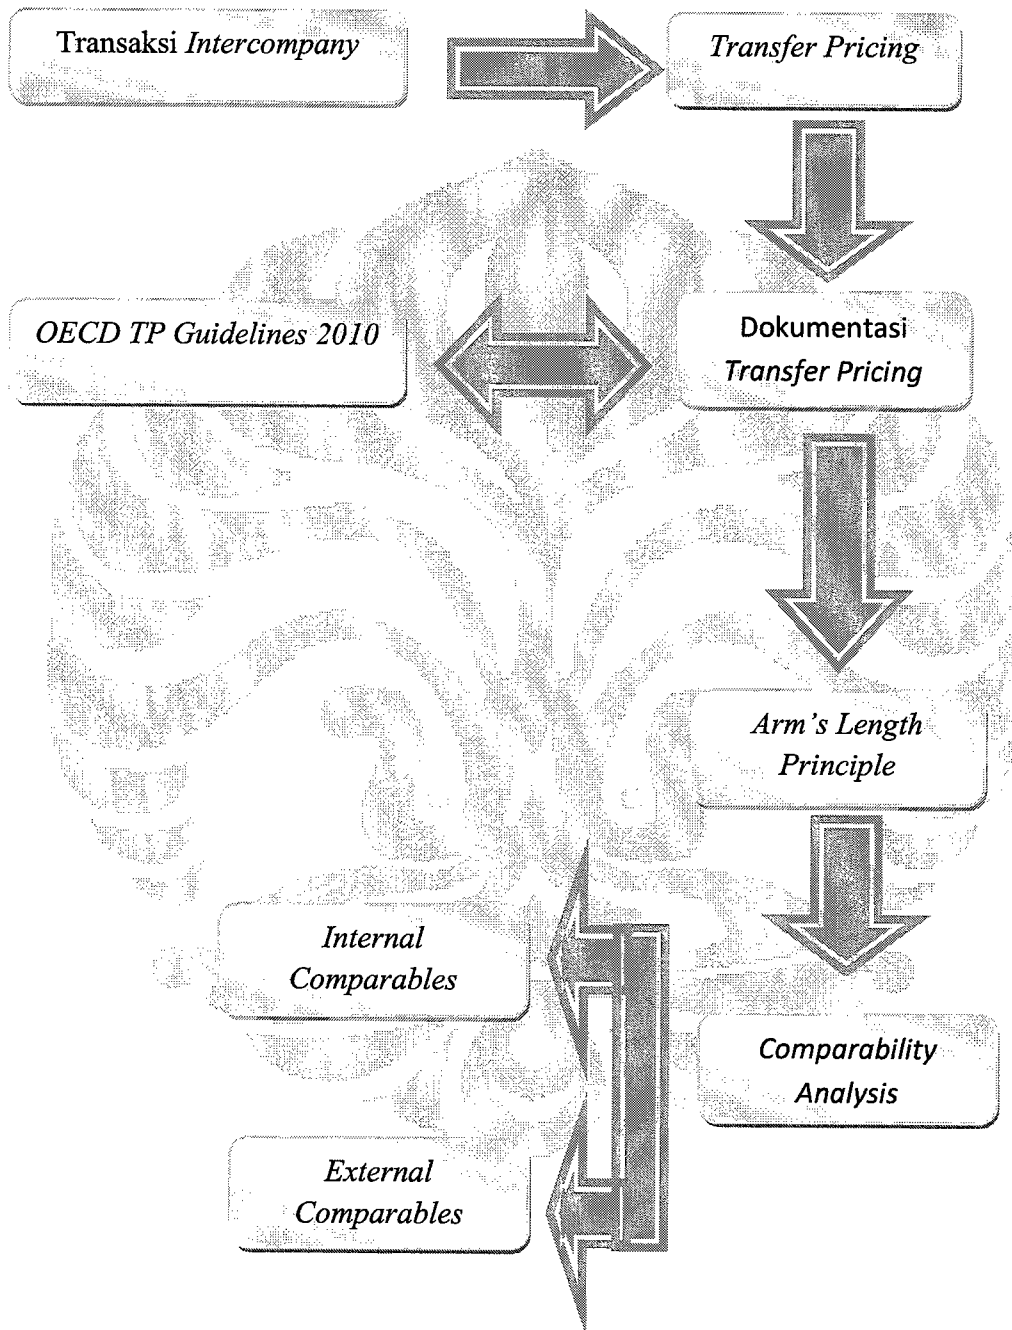 Transaksi Intercompany
Transfer Pricing
OECD TP Guidelines 2010
Dokumentasi
Transfer Pricing
Arm's Length
Principle
Internal
Comparables
Comparability
Analysis
External
Comparables